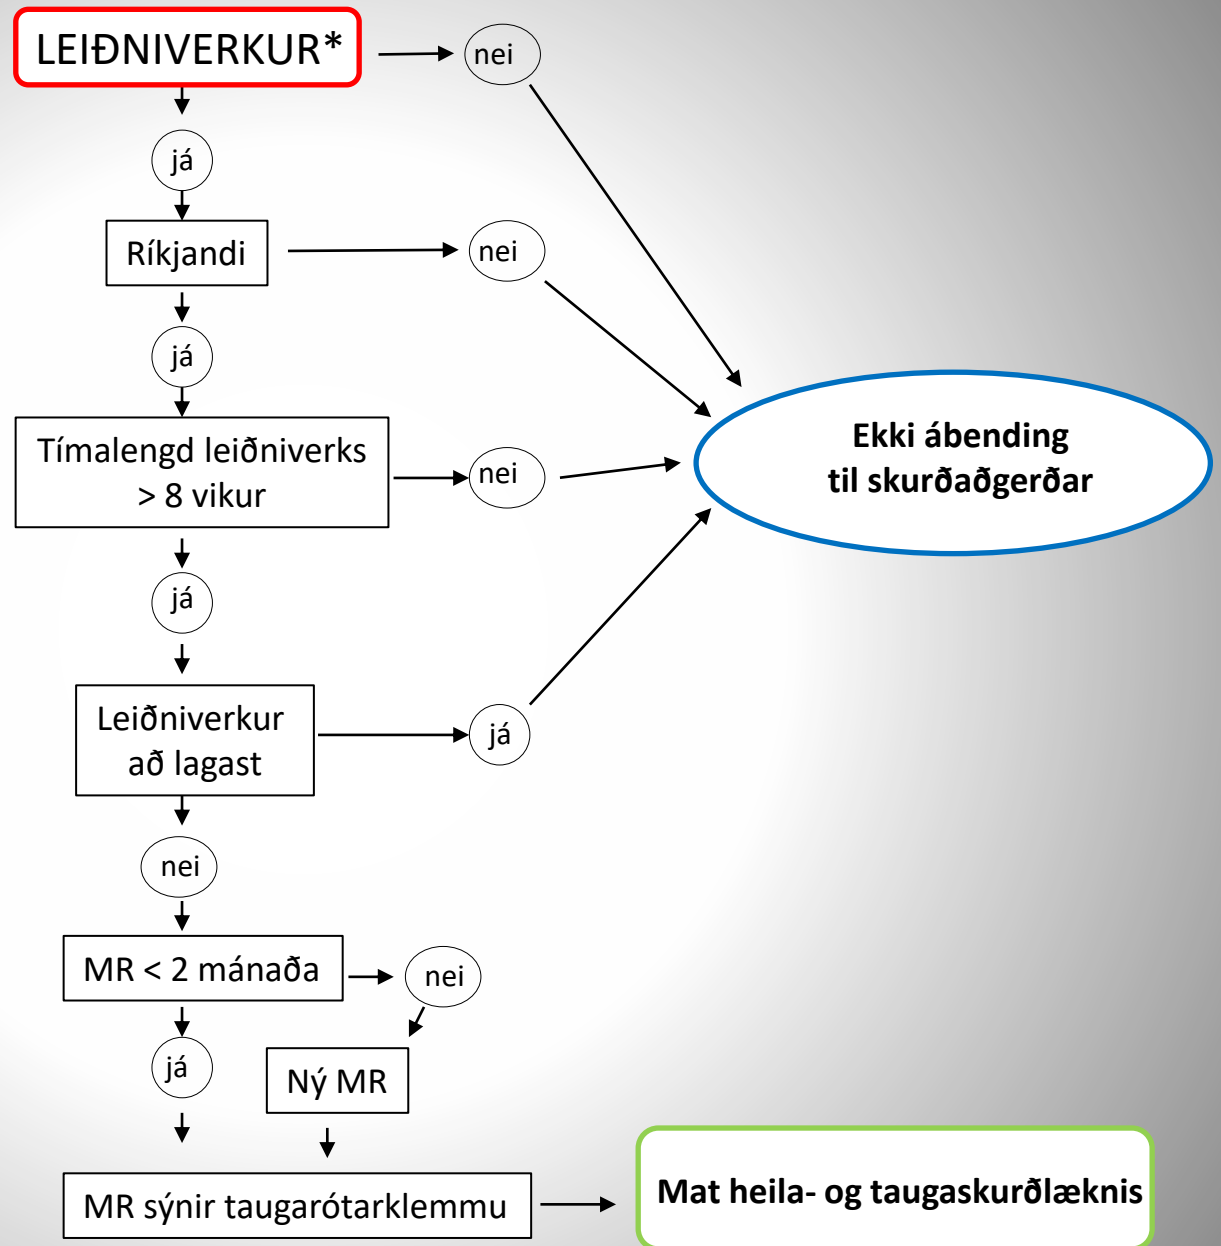 LEIÐNIVERKUR*
nei
já
Ríkjandi
nei
já
Tímalengd leiðniverks
> 8 vikur
nei
Ekki ábending
til skurðaðgerðar
já
Leiðniverkur
að lagast
já
nei
MR < 2 mánaða
nei
já
Ný MR
MR sýnir taugarótarklemmu
Mat heila- og taugaskurðlæknis